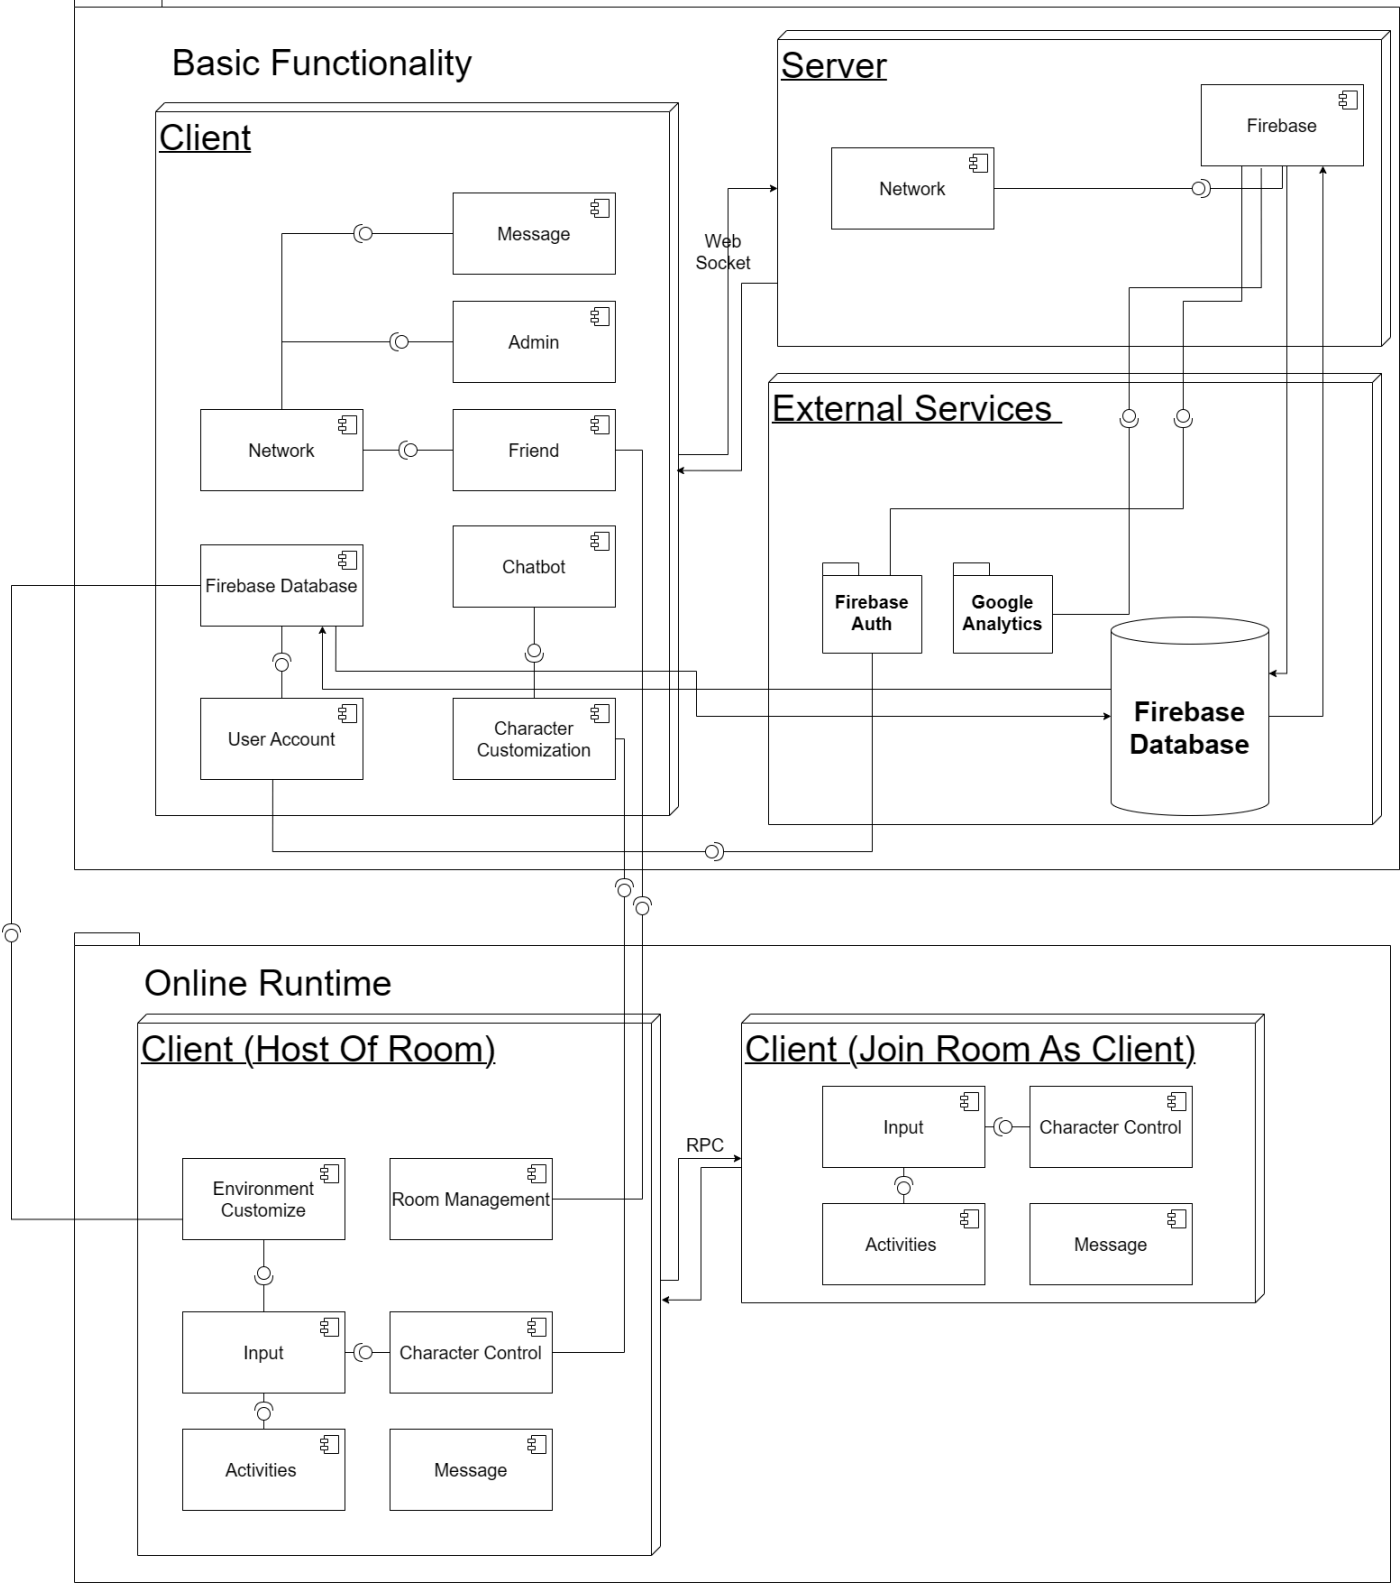 Basic Functionality
Client
Message
Admin
Network
Friend
Firebase Database
Chatbot
User Account
Character
Customization
Web
Socket
Server
Network
Firebase
External Services
Firebase
Auth
Google
Analytics
Firebase
Database
Online Runtime
Client (Host Of Room)
Environment
Customize
Room Management
Input
Character Control
Activities
Message
RPC
Client (Join Room As Client)
Input
Character Control
Activities
Message